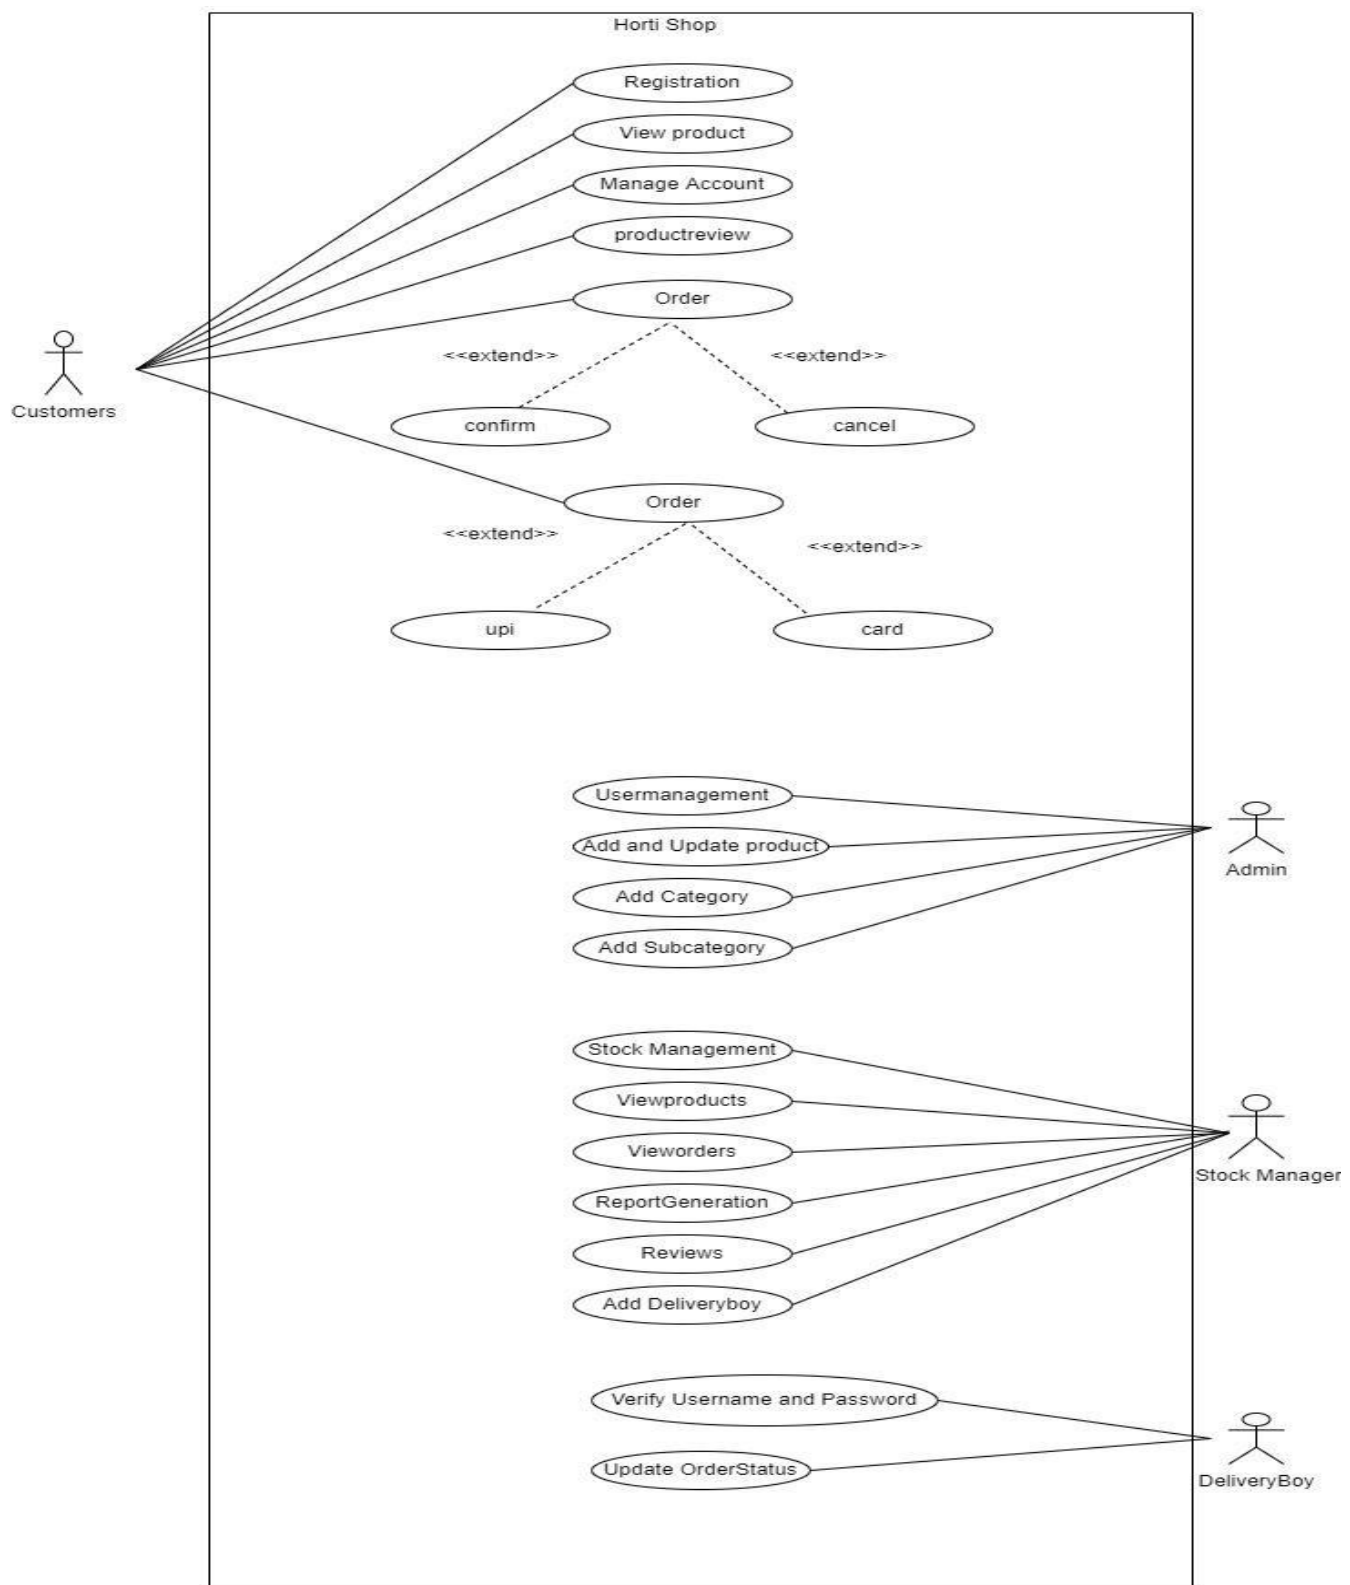 Horti Shop
Registration
View product
Manage Account
productreview
Order
<<extend>>
<<extend>>
Customers
confirm
cancel
Order
<<extend>>
<<extend>>
upi
card
Usermanagement
Add and Update product
Admin
Add Category
Add Subcategory
Stock Management
Viewproducts
Vieworders
Stock Manager
ReportGeneration
Reviews
Add Deliveryboy
Verify Username and Password
Update OrderStatus
DeliveryBoy